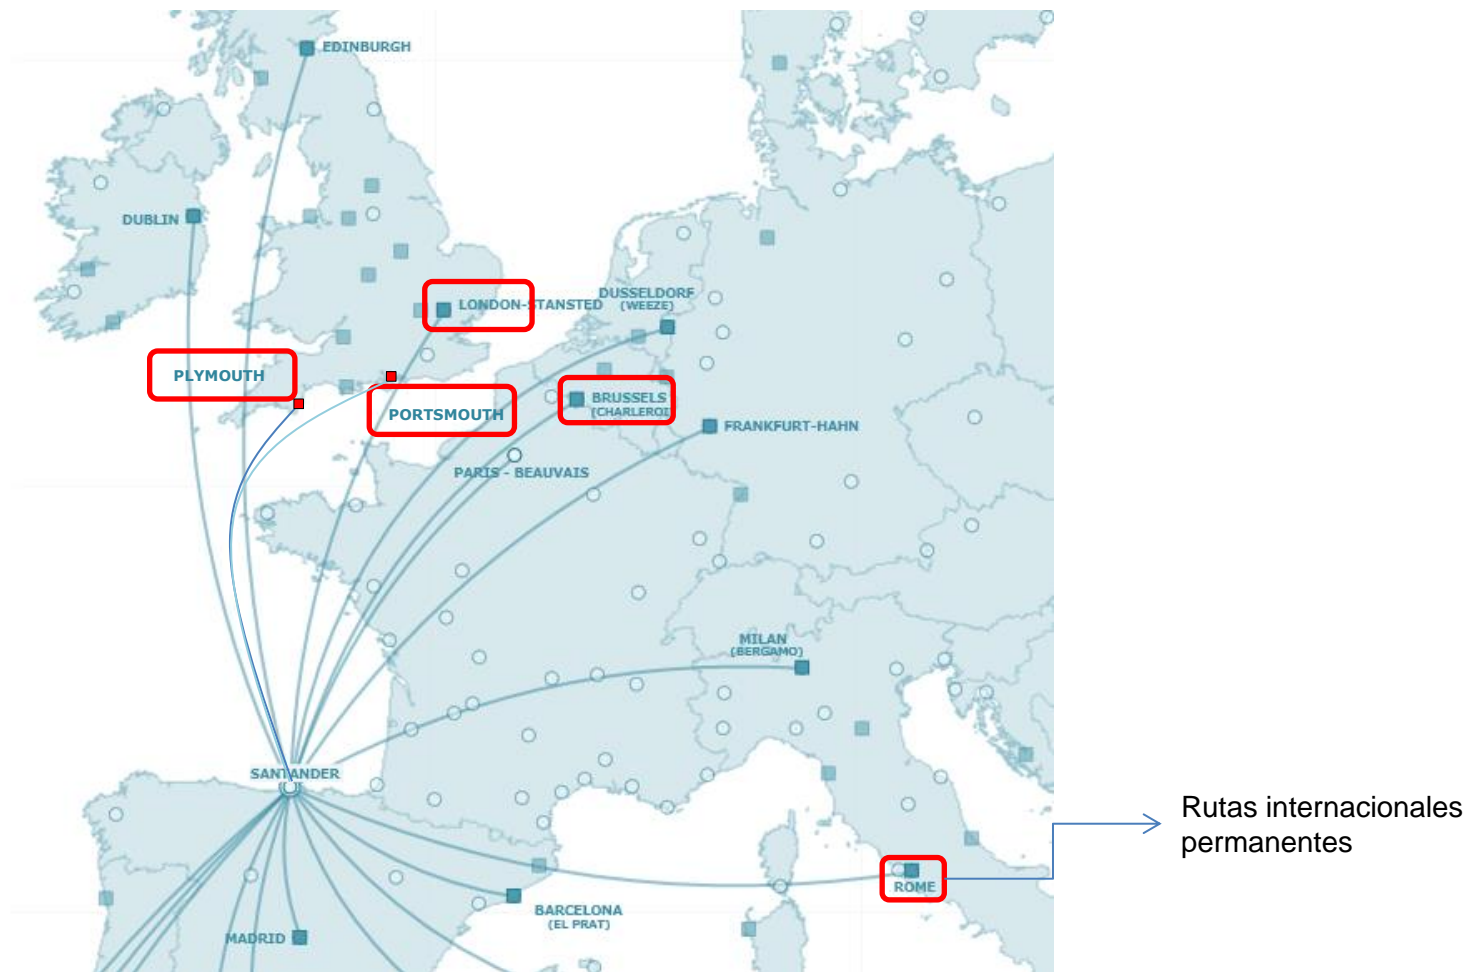 EDINBURGH
DUBLIN
LONDON-STANSTED
DUSSELDORF
(WEEZE)
PLYMOUTH
PORTSMOUTH
BRUSSELS
(CHARLEROI)
FRANKFURT-HAHN
PARIS - BEAUVAIS
MILAN
(BERGAMO)
SANTANDER
Rutas internacionales
permanentes
ROME
BARCELONA
(EL PRAT)
MADRID